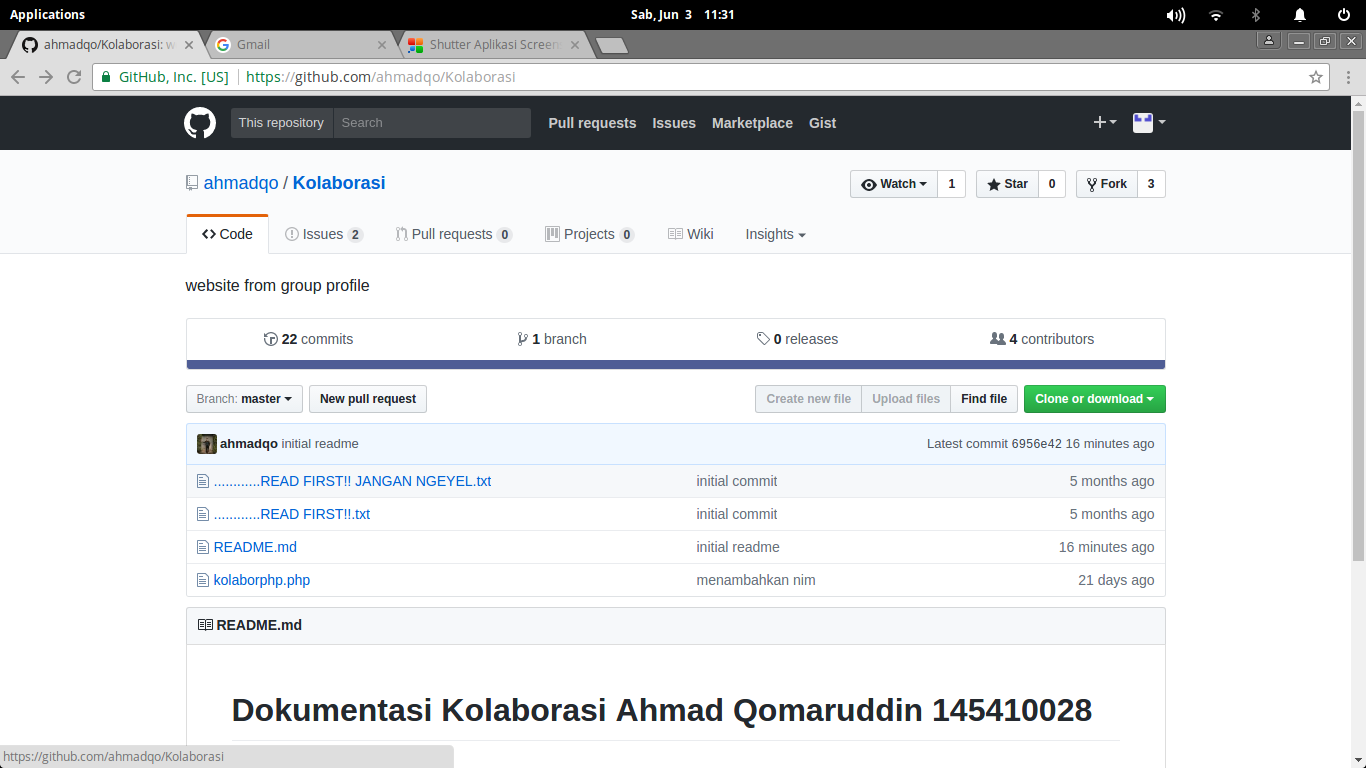 Applications Sab, Jun 3 11:31
ahmadqo/Kolaborasi: w Gmail Shutter Aplikasi Screen
GitHub, Inc. [US] https://github.com/ahmadqo/Kolaborasi
This repository Search Pull requests Issues Marketplace Gist
ahmadqo / Kolaborasi Watch 1 Star 0 Fork 3
Code Issues 2 Pull requests 0 Projects 0 Wiki Insights
website from group profile
22 commits 1 branch 0 releases 4 contributors
Branch: master New pull request Create new file Upload files Find file Clone or download
ahmadqo initial readme Latest commit 6956e42 16 minutes ago
............READ FIRST!! JANGAN NGEYEL.txt initial commit 5 months ago
............READ FIRST!!.txt initial commit 5 months ago
README.md initial readme 16 minutes ago
kolaborphp.php menambahkan nim 21 days ago
README.md
Dokumentasi Kolaborasi Ahmad Qomaruddin 145410028
https://github.com/ahmadqo/Kolaborasi